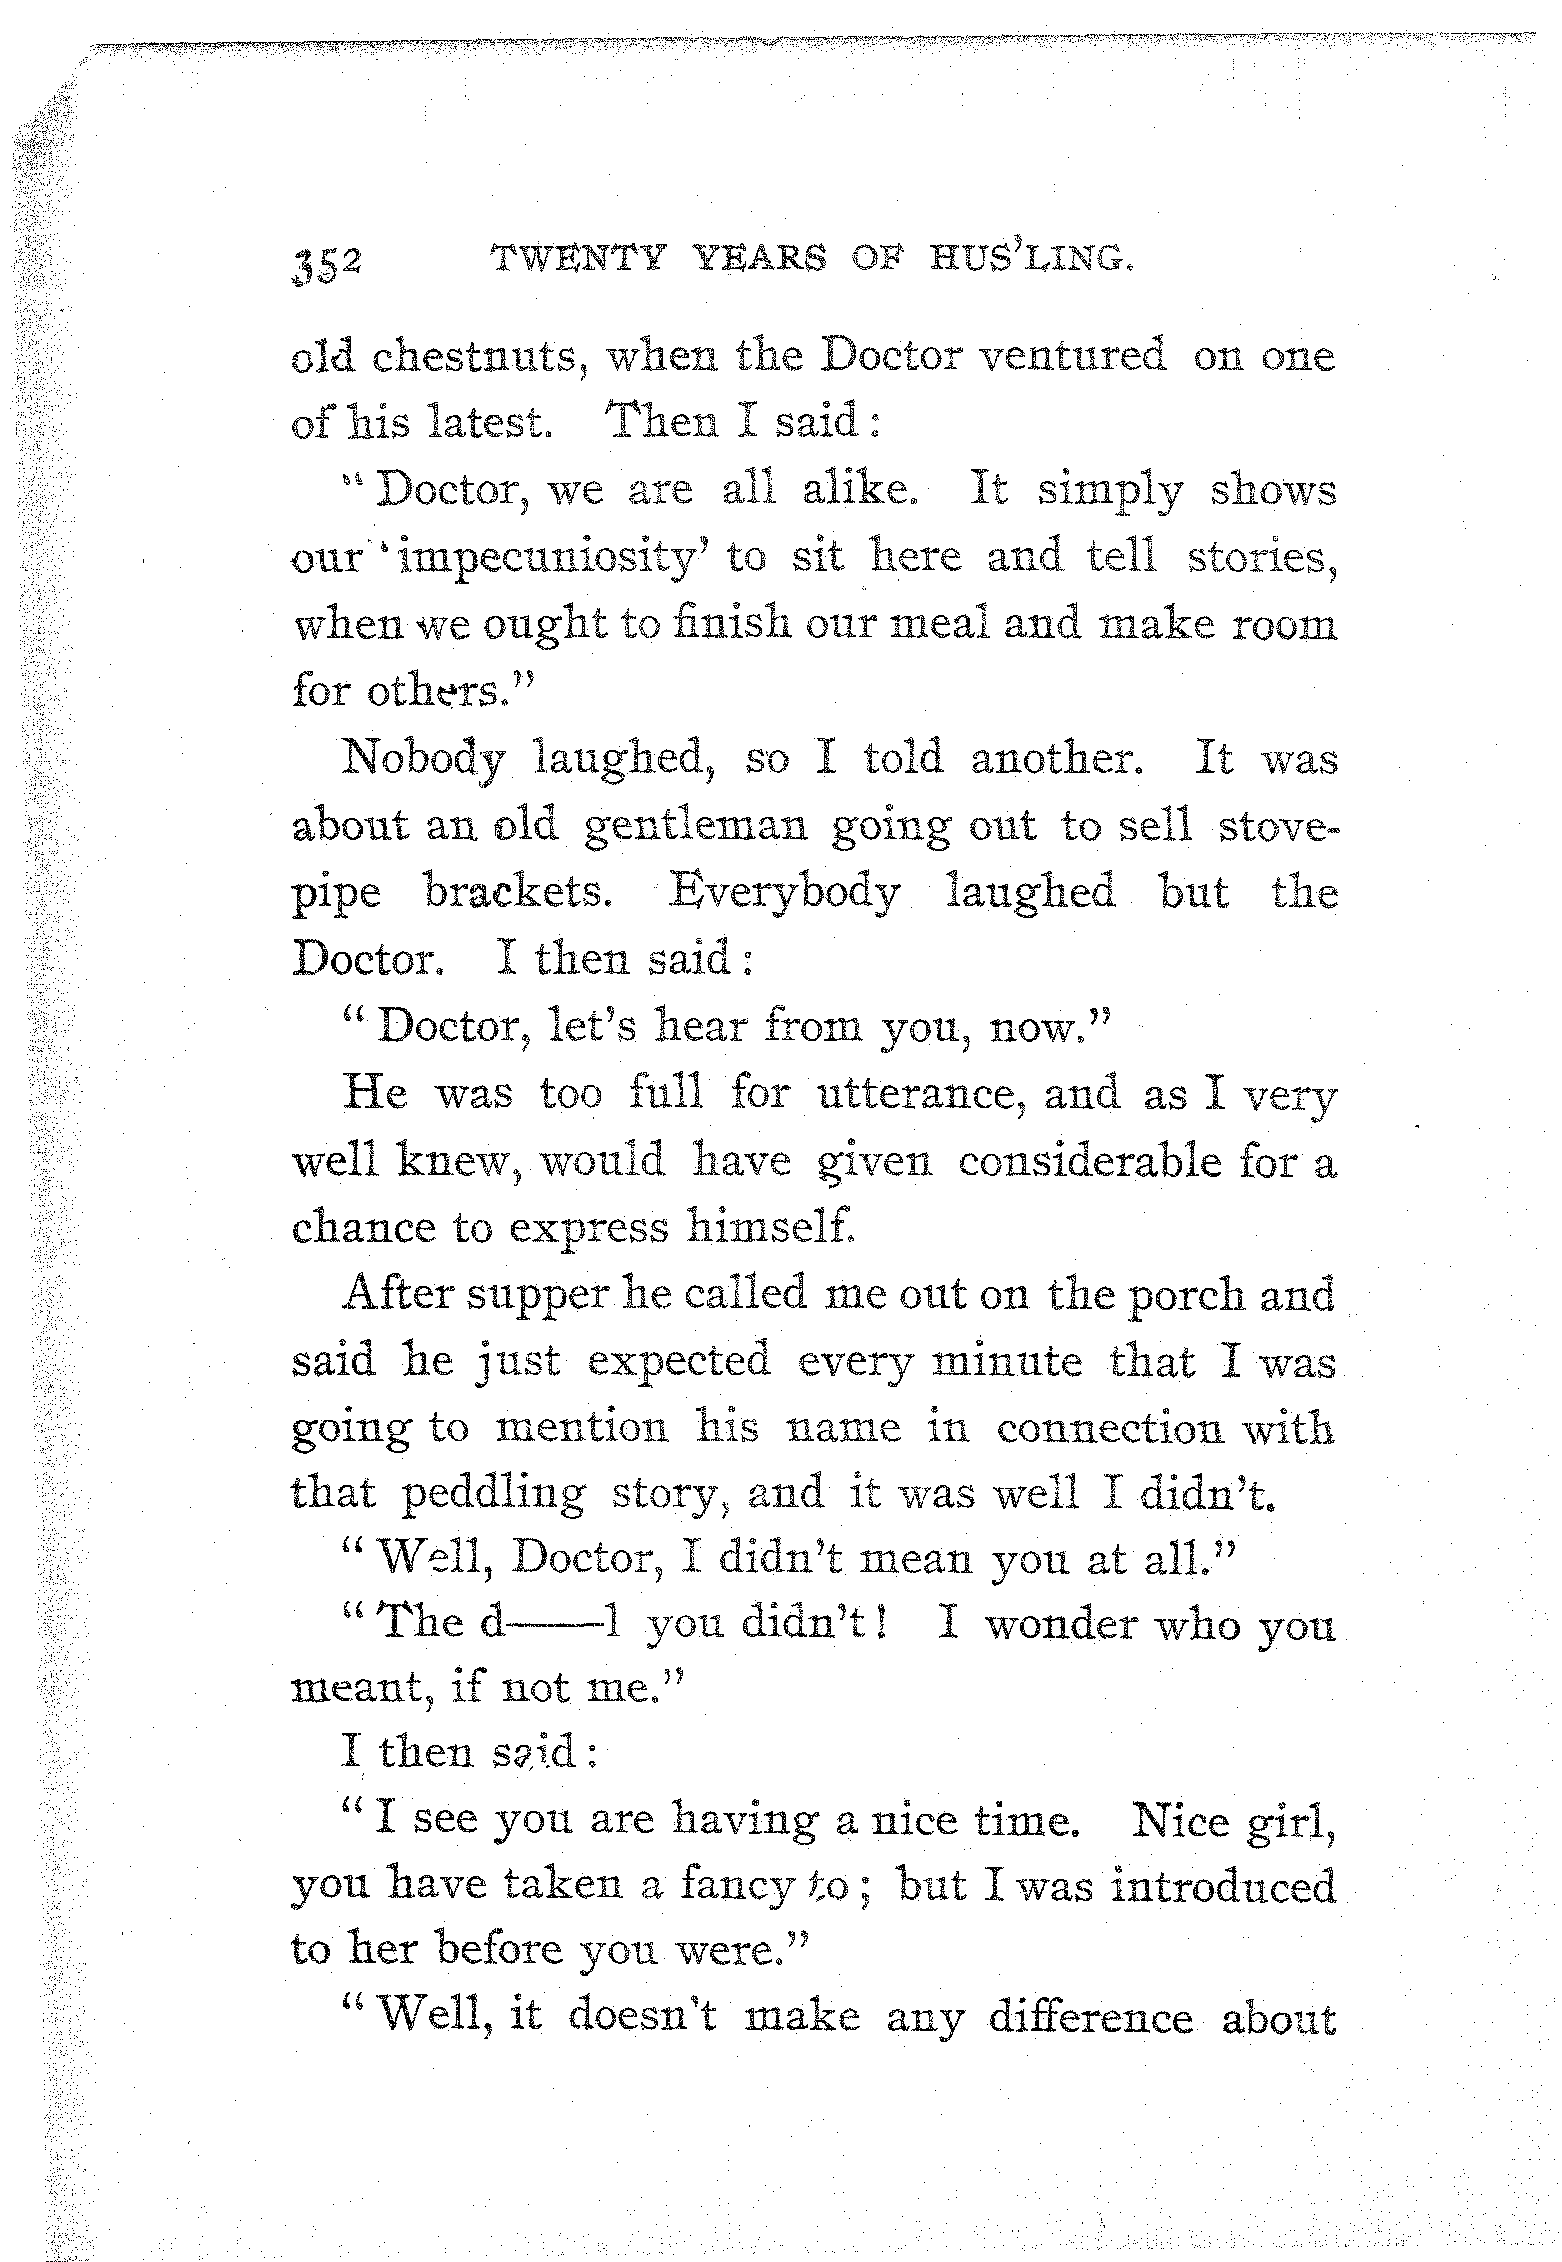 352 TWENTY YEARS OF HUS'LING.
old chestnuts, when the Doctor ventured on one
of his latest. Then I said:
"Doctor, we are all alike. It simply shows
our 'impecuniosity' to sit here and tell stories,
when we ought to finish our meal and make room
for others."
Nobody laughed, so I told another. It was
about an old gentleman going out to sell stove-
pipe brackets. Everybody laughed but the
Doctor. I then said:
"Doctor, let's hear from you, now."
He was too full for utterance, and as I very
well knew, would have given considerable for a
chance to express himself.
After supper he called me out on the porch and
said he just expected every minute that I was
going to mention his name in connection with
that peddling story, and it was well I didn't.
"Well, Doctor, I didn't mean you at all."
"The d——l you didn't! I wonder who you
meant, if not me."
I then said:
"I see you are having a nice time. Nice girl,
you have taken a fancy to; but I was introduced
to her before you were."
"Well, it doesn't make any difference about